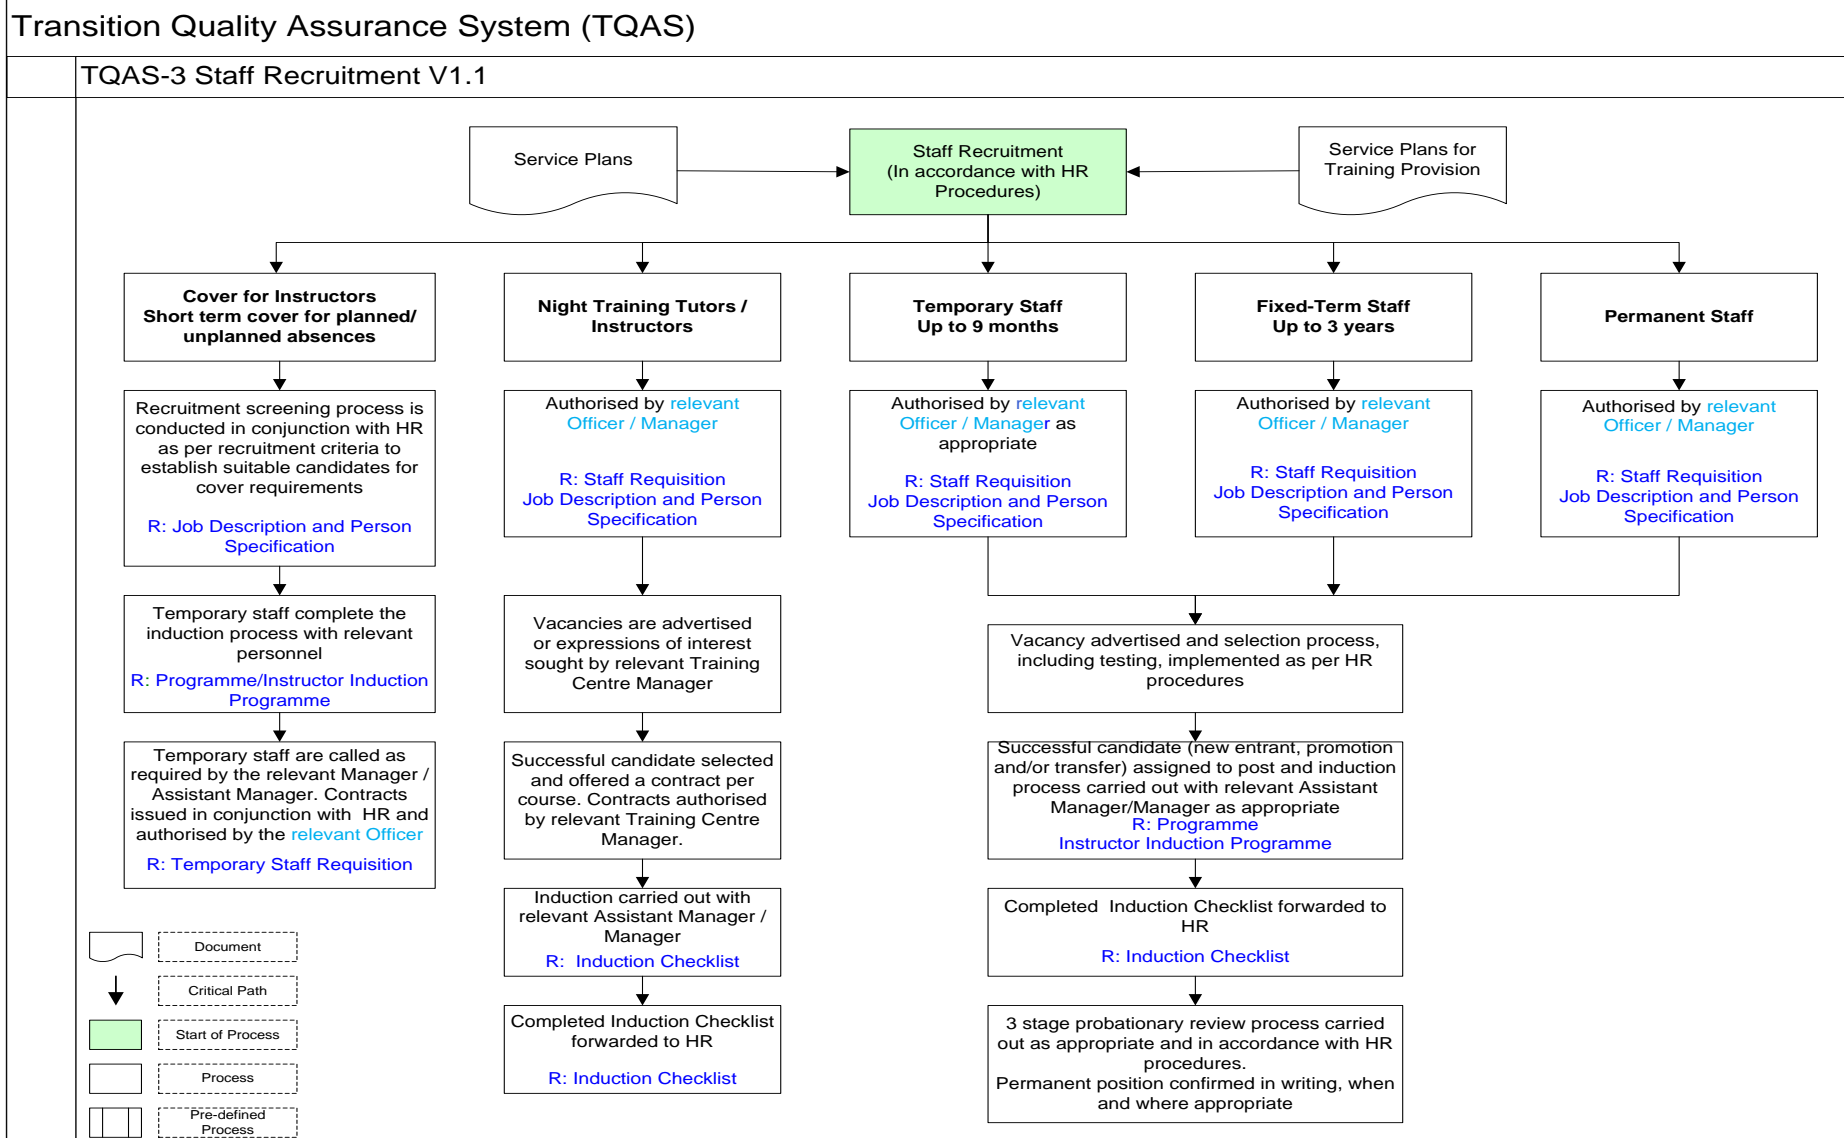 Transition Quality Assurance System (TQAS)
TQAS-3 Staff Recruitment V1.1
Service Plans
Staff Recruitment
(In accordance with HR
Procedures)
Service Plans for
Training Provision
Cover for Instructors
Short term cover for planned/
unplanned absences
Night Training Tutors /
Instructors
Temporary Staff
Up to 9 months
Fixed-Term Staff
Up to 3 years
Permanent Staff
Recruitment screening process is
conducted in conjunction with HR
as per recruitment criteria to
establish suitable candidates for
cover requirements
R: Job Description and Person
Specification
Authorised by relevant
Officer / Manager
R: Staff Requisition
Job Description and Person
Specification
Authorised by relevant
Officer / Manager as
appropriate
R: Staff Requisition
Job Description and Person
Specification
Authorised by relevant
Officer / Manager
R: Staff Requisition
Job Description and Person
Specification
Authorised by relevant
Officer / Manager
R: Staff Requisition
Job Description and Person
Specification
Temporary staff complete the
induction process with relevant
personnel
R: Programme/Instructor Induction
Programme
Vacancies are advertised
or expressions of interest
sought by relevant Training
Centre Manager
Vacancy advertised and selection process,
including testing, implemented as per HR
procedures
Temporary staff are called as
required by the relevant Manager /
Assistant Manager. Contracts
issued in conjunction with  HR and
authorised by the relevant Officer
R: Temporary Staff Requisition
Successful candidate selected
and offered a contract per
course. Contracts authorised
by relevant Training Centre
Manager.
Successful candidate (new entrant, promotion
and/or transfer) assigned to post and induction
process carried out with relevant Assistant
Manager/Manager as appropriate
R: Programme
Instructor Induction Programme
Induction carried out with
relevant Assistant Manager /
Manager
R:  Induction Checklist
Completed  Induction Checklist forwarded to
HR
R: Induction Checklist
Completed Induction Checklist
forwarded to HR
R: Induction Checklist
3 stage probationary review process carried
out as appropriate and in accordance with HR
procedures.
Permanent position confirmed in writing, when
and where appropriate
Document
Critical Path
Start of Process
Process
Pre-defined
Process